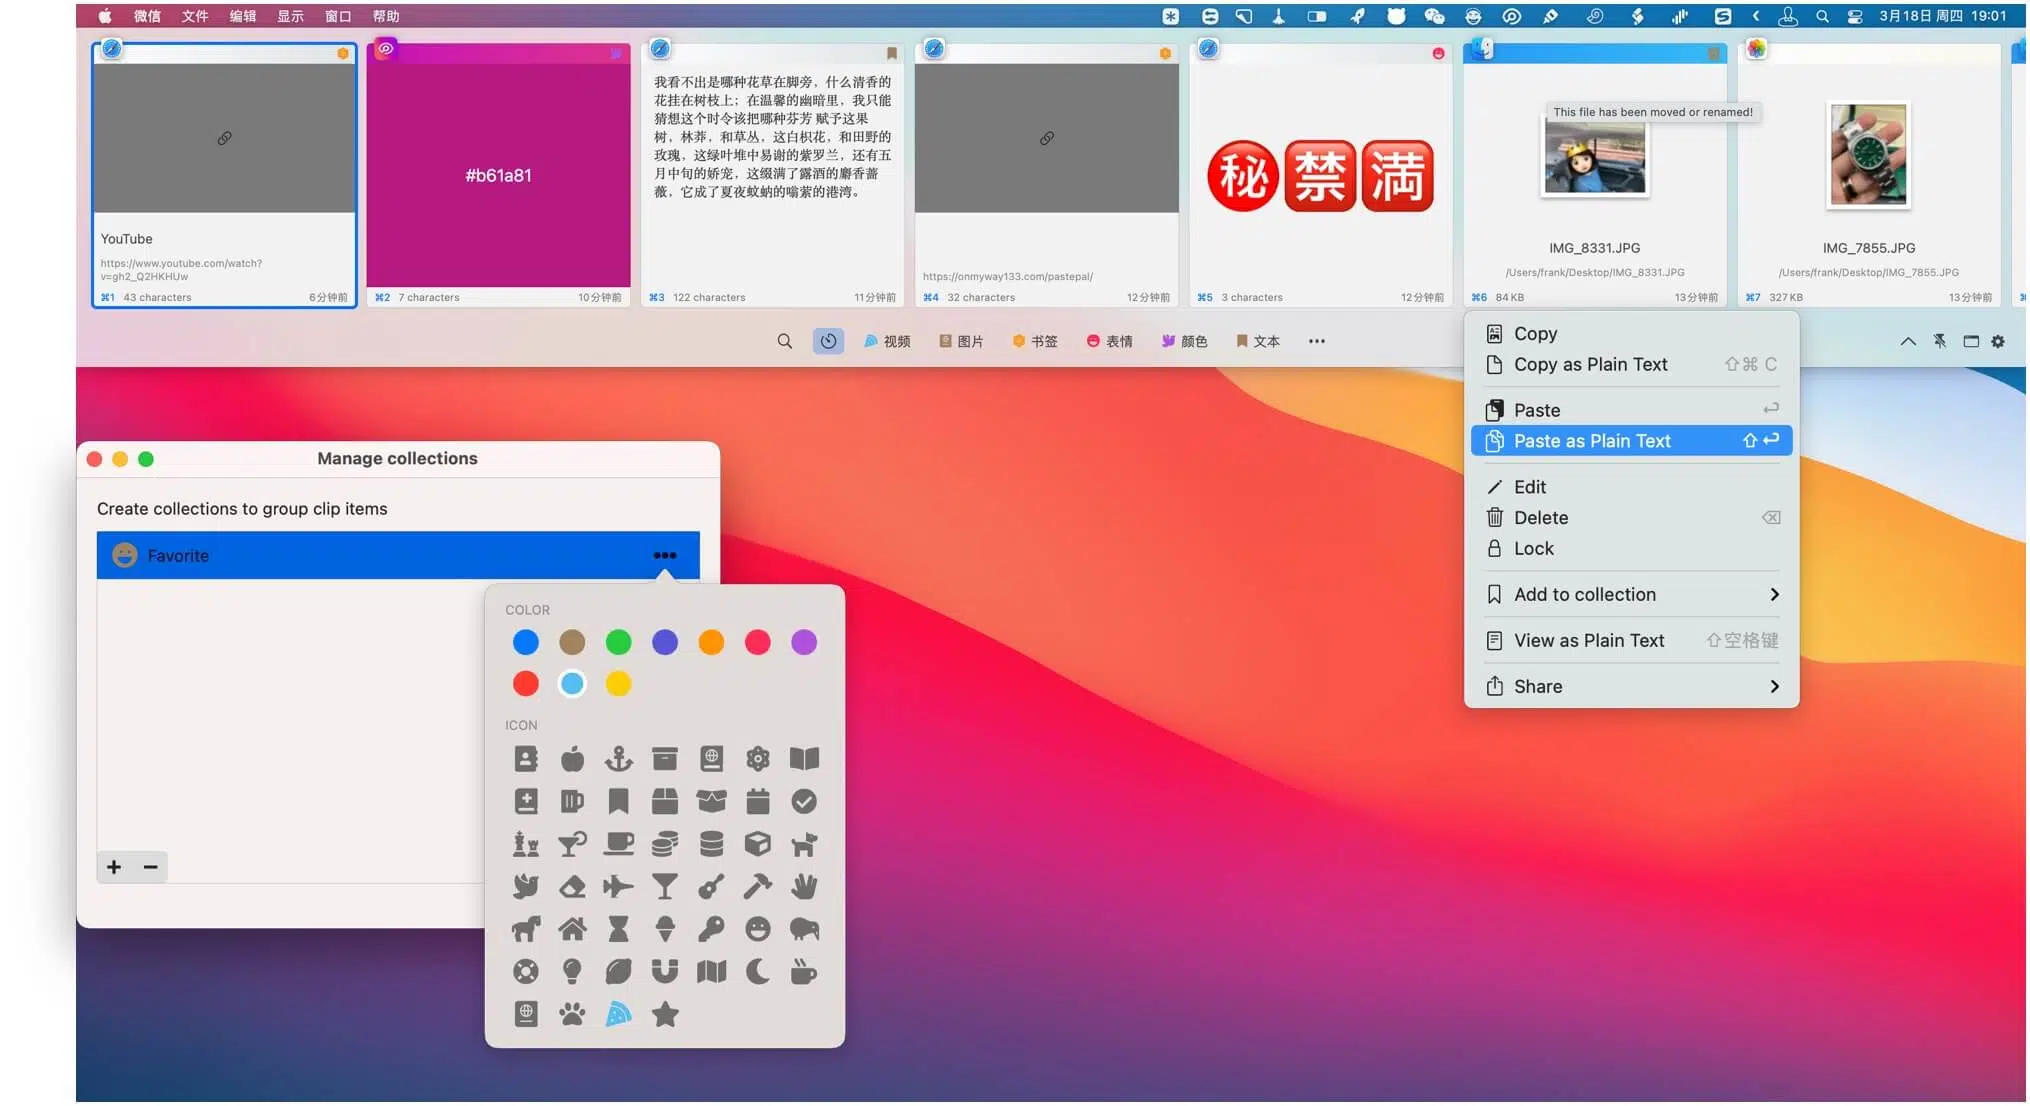 微信 文件 编辑 显示 窗口 帮助 3月18日 周四 19:01
YouTube
https://www.youtube.com/watch?
v=gh2_Q2HKHUw
⌘1 43 characters 6分钟前
#b61a81
⌘2 7 characters 10分钟前
我看不出是哪种花草在脚旁，什么清香的
花挂在树枝上；在温馨的幽暗里，我只能
猜想这个时令该把哪种芬芳 赋予这果
树，林莽，和草丛，这白枳花，和田野的
玫瑰，这绿叶堆中易谢的紫罗兰，还有五
月中旬的娇宠，这缀满了露酒的麝香蔷
薇，它成了夏夜蚊蚋的嗡萦的港湾。
⌘3 122 characters 11分钟前
https://onmyway133.com/pastepal/
⌘4 32 characters 12分钟前
秘 禁 満
⌘5 3 characters 12分钟前
This file has been moved or renamed!
IMG_8331.JPG
/Users/frank/Desktop/IMG_8331.JPG
⌘6 84 KB 13分钟前
IMG_7855.JPG
/Users/frank/Desktop/IMG_7855.JPG
⌘7 327 KB 13分钟前
视频 图片 书签 表情 颜色 文本
Copy
Copy as Plain Text ⇧⌘ C
Paste ↩
Paste as Plain Text ⇧ ↩
Edit
Delete ⌫
Lock
Add to collection
View as Plain Text ⇧空格键
Share
Manage collections
Create collections to group clip items
Favorite
COLOR
ICON